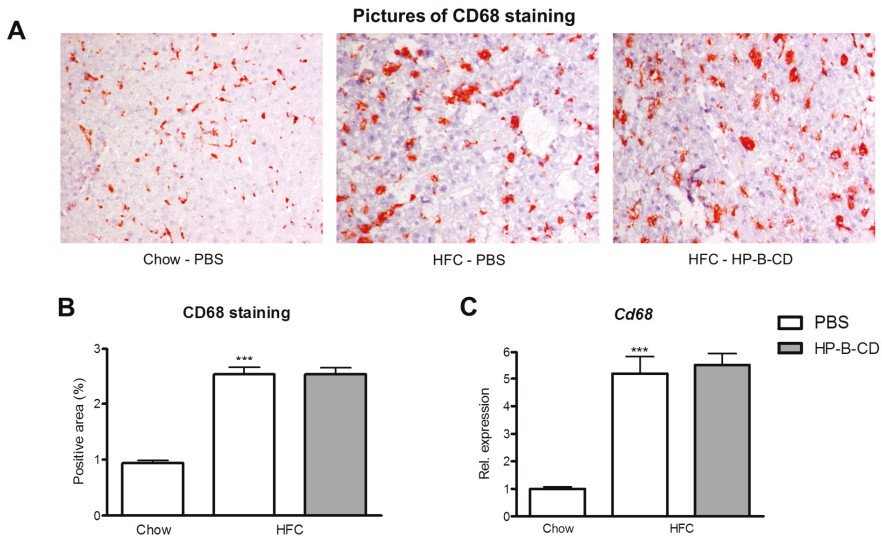 Pictures of CD68 staining
A
Chow - PBS
HFC - PBS
HFC - HP-B-CD
B
CD68 staining
Positive area (%)
3
2
1
0
***
Chow
HFC
C
Cd68
Rel. expression
6
5
4
3
2
1
0
***
Chow
HFC
PBS
HP-B-CD